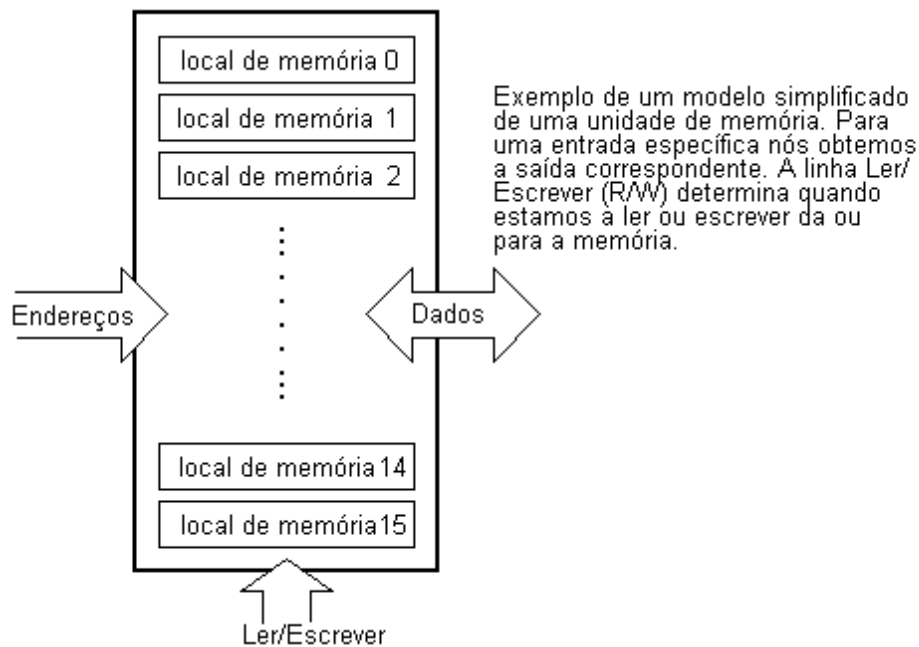 local de memória 0
local de memória 1
local de memória 2
Exemplo de um modelo simplificado
de uma unidade de memória. Para
uma entrada específica nós obtemos
a saída correspondente. A linha Ler/
Escrever (R/W) determina quando
estamos a ler ou escrever da ou
para a memória.
Endereços
Dados
local de memória 14
local de memória 15
Ler/Escrever